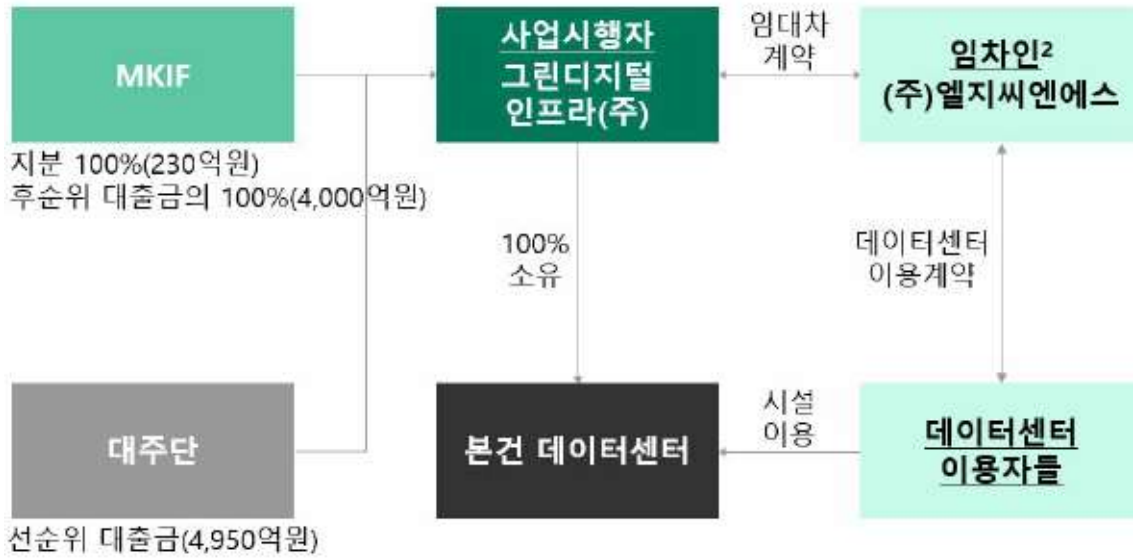 MKIF
지분 100%(230억원)
후순위 대출금의 100%(4,000억원)
사업시행자
그린디지털
인프라(주)
임대차
계약
임차인²
(주)엘지씨엔에스
100%
소유
데이터센터
이용계약
대주단
선순위 대출금(4,950억원)
본건 데이터센터
시설
이용
데이터센터
이용자들